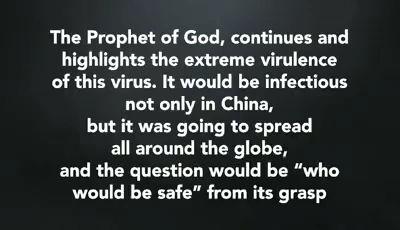 The Prophet of God, continues and
highlights the extreme virulence
of this virus. It would be infectious
not only in China,
but it was going to spread
all around the globe,
and the question would be “who
would be safe” from its grasp